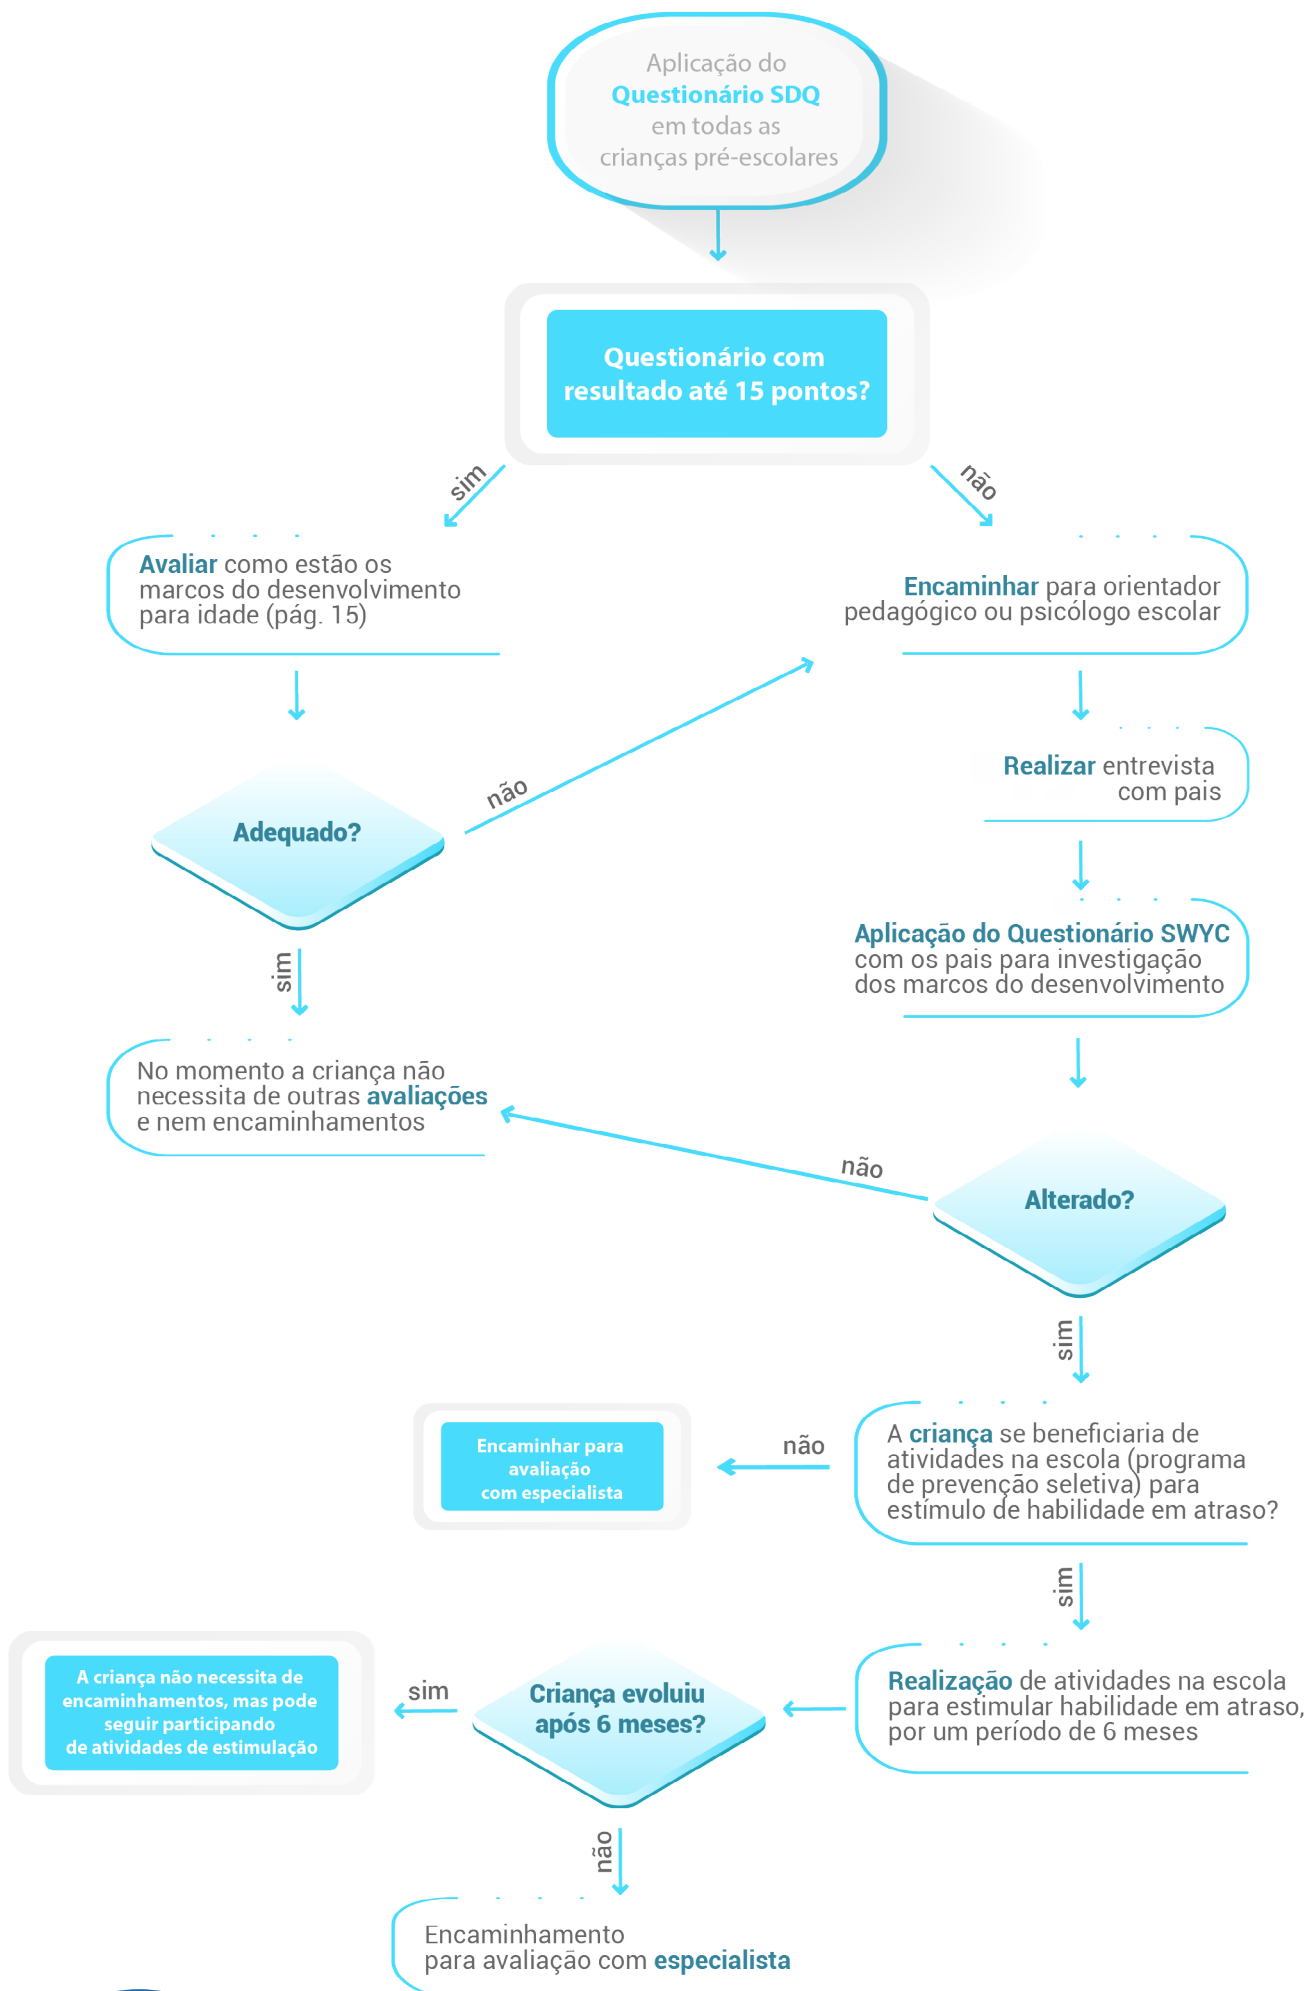 Aplicação do
Questionário SDQ
em todas as
crianças pré-escolares
Questionário com
resultado até 15 pontos?
sim
não
Avaliar como estão os
marcos do desenvolvimento
para idade (pág. 15)
Encaminhar para orientador
pedagógico ou psicólogo escolar
Realizar entrevista
com pais
não
Adequado?
Aplicação do Questionário SWYC
com os pais para investigação
dos marcos do desenvolvimento
sim
No momento a criança não
necessita de outras avaliações
e nem encaminhamentos
não
Alterado?
sim
A criança se beneficiaria de
atividades na escola (programa
de prevenção seletiva) para
estímulo de habilidade em atraso?
não
Encaminhar para
avaliação
com especialista
sim
Realização de atividades na escola
para estimular habilidade em atraso,
por um período de 6 meses
Criança evoluiu
após 6 meses?
sim
A criança não necessita de
encaminhamentos, mas pode
seguir participando
de atividades de estimulação
não
Encaminhamento
para avaliação com especialista